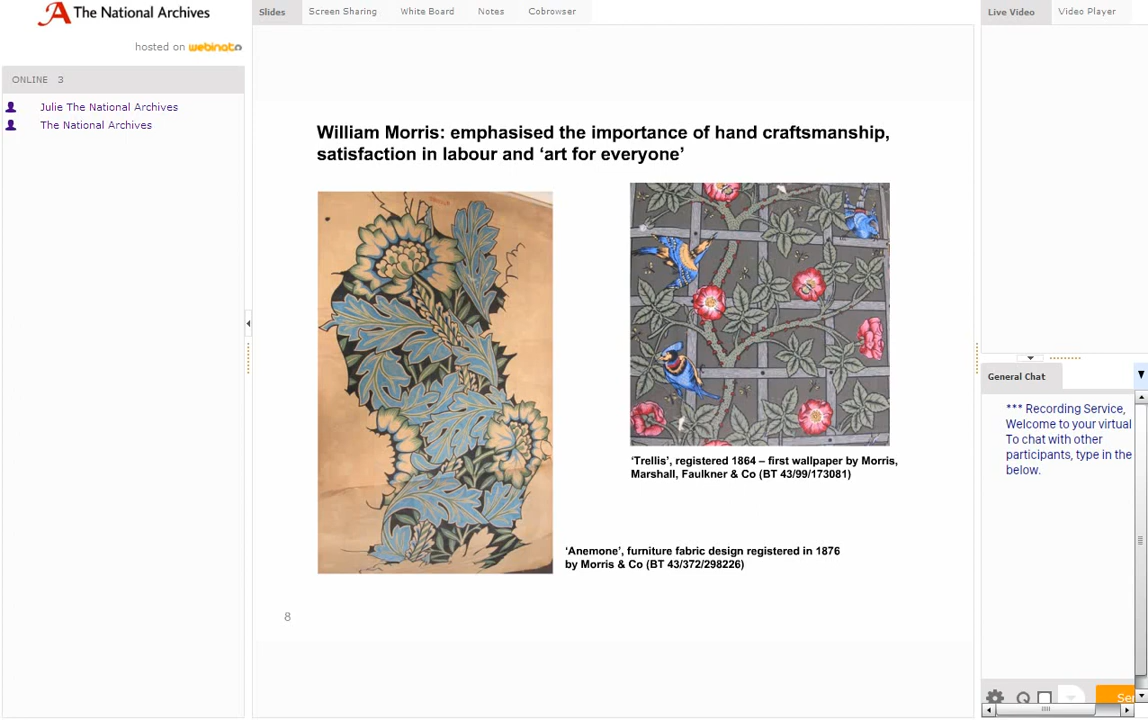 The National Archives
hosted on webinato
ONLINE 3
Julie The National Archives
The National Archives
Slides
Screen Sharing
White Board
Notes
Cobrowser
William Morris: emphasised the importance of hand craftsmanship,
satisfaction in labour and ‘art for everyone’
‘Trellis’, registered 1864 – first wallpaper by Morris,
Marshall, Faulkner & Co (BT 43/99/173081)
‘Anemone’, furniture fabric design registered in 1876
by Morris & Co (BT 43/372/298226)
8
Live Video
Video Player
General Chat
*** Recording Service,
Welcome to your virtual
To chat with other
participants, type in the
below.